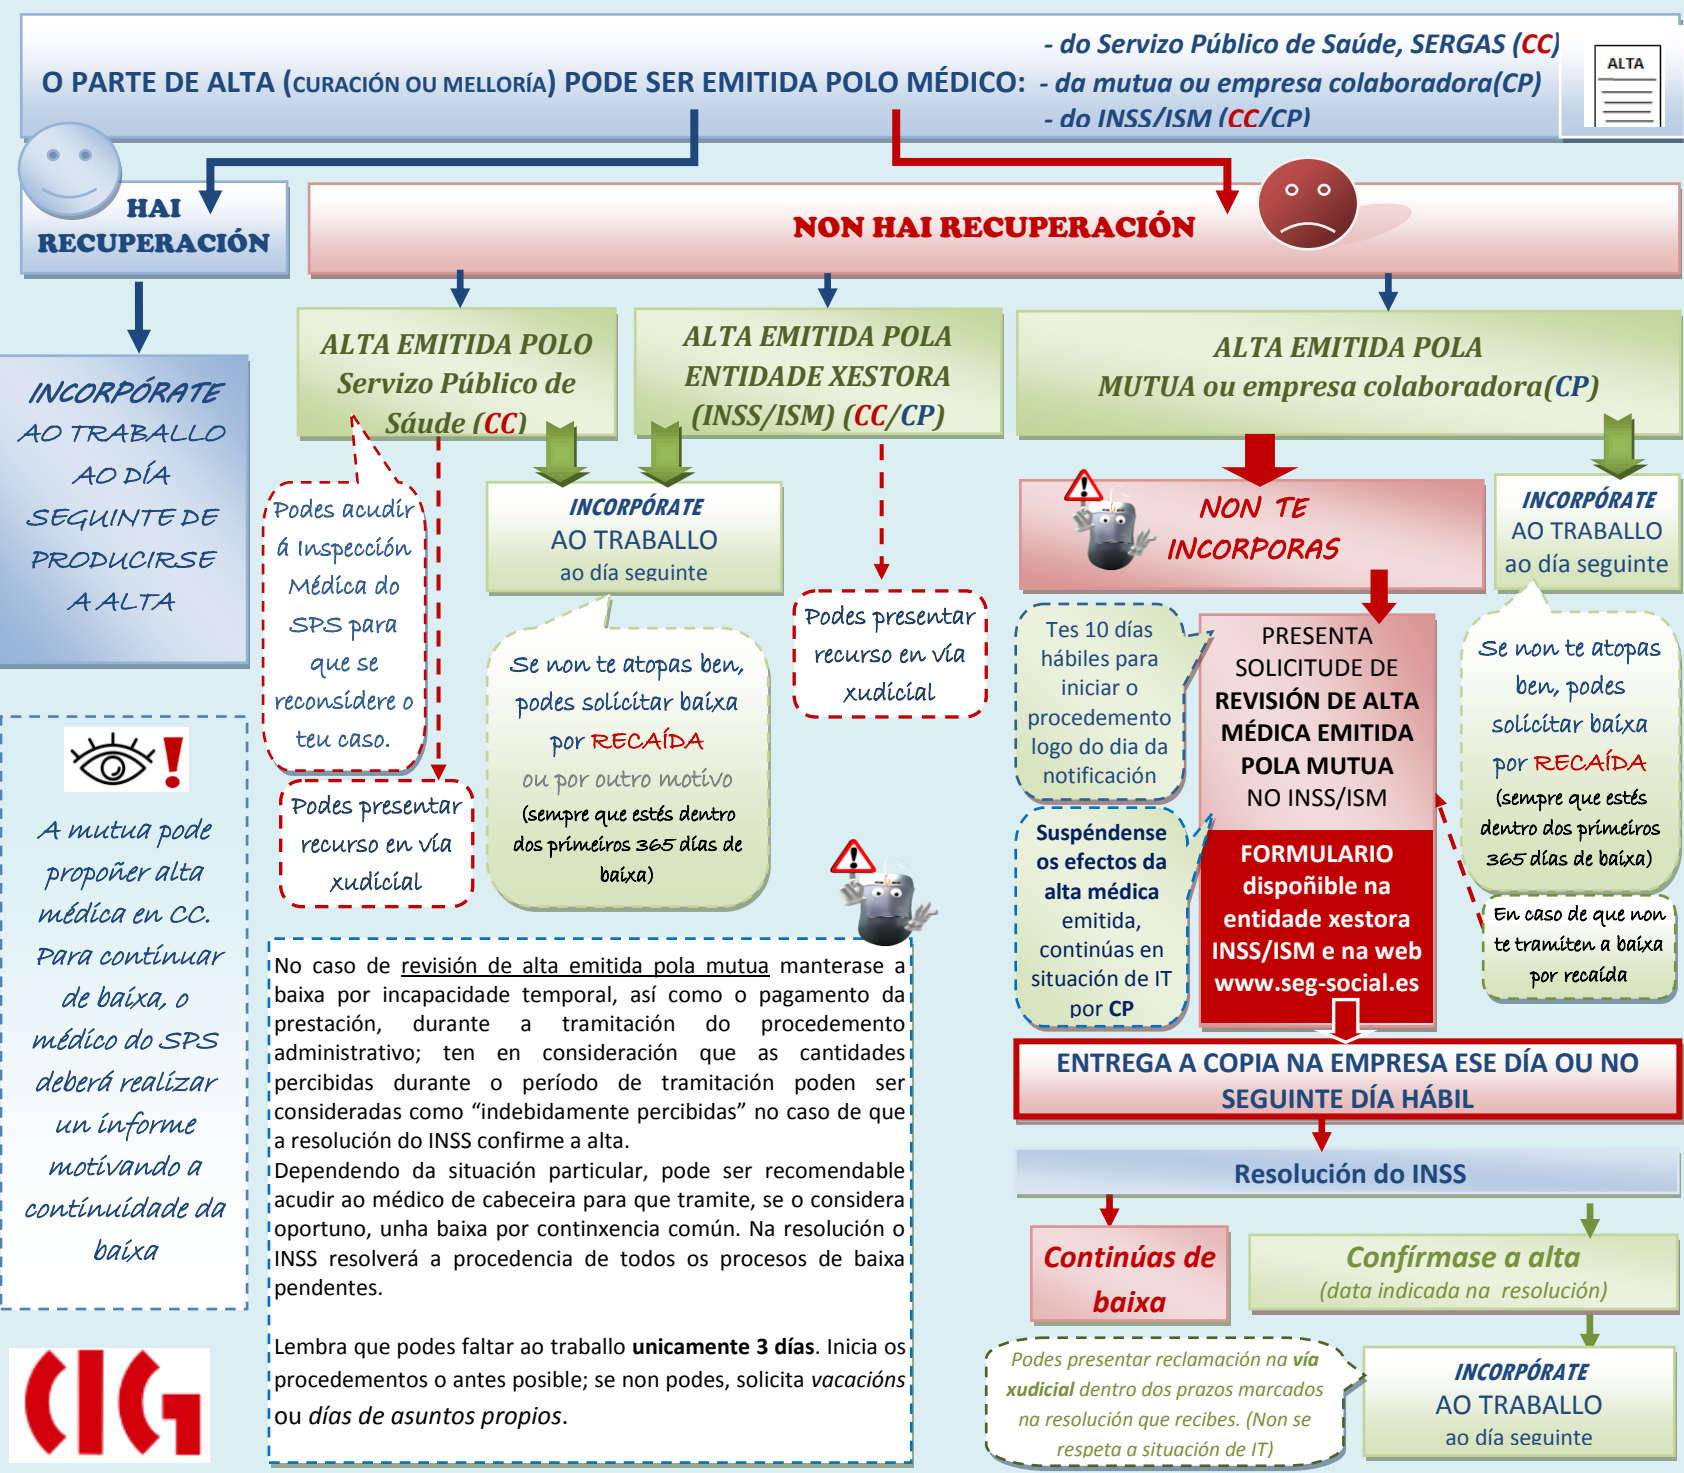 O PARTE DE ALTA (CURACIÓN OU MELLORÍA) PODE SER EMITIDA POLO MÉDICO:
- do Servizo Público de Saúde, SERGAS (CC)
- da mutua ou empresa colaboradora(CP)
- do INSS/ISM (CC/CP)
ALTA
HAI
RECUPERACIÓN
NON HAI RECUPERACIÓN
INCORPÓRATE
AO TRABALLO
AO DÍA
SEGUINTE DE
PRODUCIRSE
A ALTA
ALTA EMITIDA POLO
Servizo Público de
Sáude (CC)
ALTA EMITIDA POLA
ENTIDADE XESTORA
(INSS/ISM) (CC/CP)
ALTA EMITIDA POLA
MUTUA ou empresa colaboradora(CP)
Podes acudir
á Inspección
Médica do
SPS para
que se
reconsidere o
teu caso.
Podes presentar
recurso en vía
xudicial
INCORPÓRATE
AO TRABALLO
ao día seguinte
Se non te atopas ben,
podes solicitar baixa
por RECAÍDA
ou por outro motivo
(sempre que estés dentro
dos primeiros 365 días de
baixa)
Podes presentar
recurso en vía
xudicial
NON TE
INCORPORAS
INCORPÓRATE
AO TRABALLO
ao día seguinte
Tes 10 días
hábiles para
iniciar o
procedemento
logo do dia da
notificación
PRESENTA
SOLICITUDE DE
REVISIÓN DE ALTA
MÉDICA EMITIDA
POLA MUTUA
NO INSS/ISM
Se non te atopas
ben, podes
solicitar baixa
por RECAÍDA
(sempre que estés
dentro dos primeiros
365 días de baixa)
Suspéndense
os efectos da
alta médica
emitida,
continúas en
situación de IT
por CP
FORMULARIO
dispoñible na
entidade xestora
INSS/ISM e na web
www.seg-social.es
En caso de que non
te tramiten a baixa
por recaída
A mutua pode
propoñer alta
médica en CC.
Para continuar
de baixa, o
médico do SPS
deberá realizar
un informe
motivando a
continuidade da
baixa
No caso de revisión de alta emitida pola mutua manterase a
baixa por incapacidade temporal, así como o pagamento da
prestación, durante a tramitación do procedemento
administrativo; ten en consideración que as cantidades
percibidas durante o período de tramitación poden ser
consideradas como “indebidamente percibidas” no caso de que
a resolución do INSS confirme a alta.
Dependendo da situación particular, pode ser recomendable
acudir ao médico de cabeceira para que tramite, se o considera
oportuno, unha baixa por continxencia común. Na resolución o
INSS resolverá a procedencia de todos os procesos de baixa
pendentes.
Lembra que podes faltar ao traballo unicamente 3 días. Inicia os
procedementos o antes posible; se non podes, solicita vacacións
ou días de asuntos propios.
ENTREGA A COPIA NA EMPRESA ESE DÍA OU NO
SEGUINTE DÍA HÁBIL
Resolución do INSS
Continúas de
baixa
Confírmase a alta
(data indicada na resolución)
Podes presentar reclamación na vía
xudicial dentro dos prazos marcados
na resolución que recibes. (Non se
respeta a situación de IT)
INCORPÓRATE
AO TRABALLO
ao día seguinte
CIG